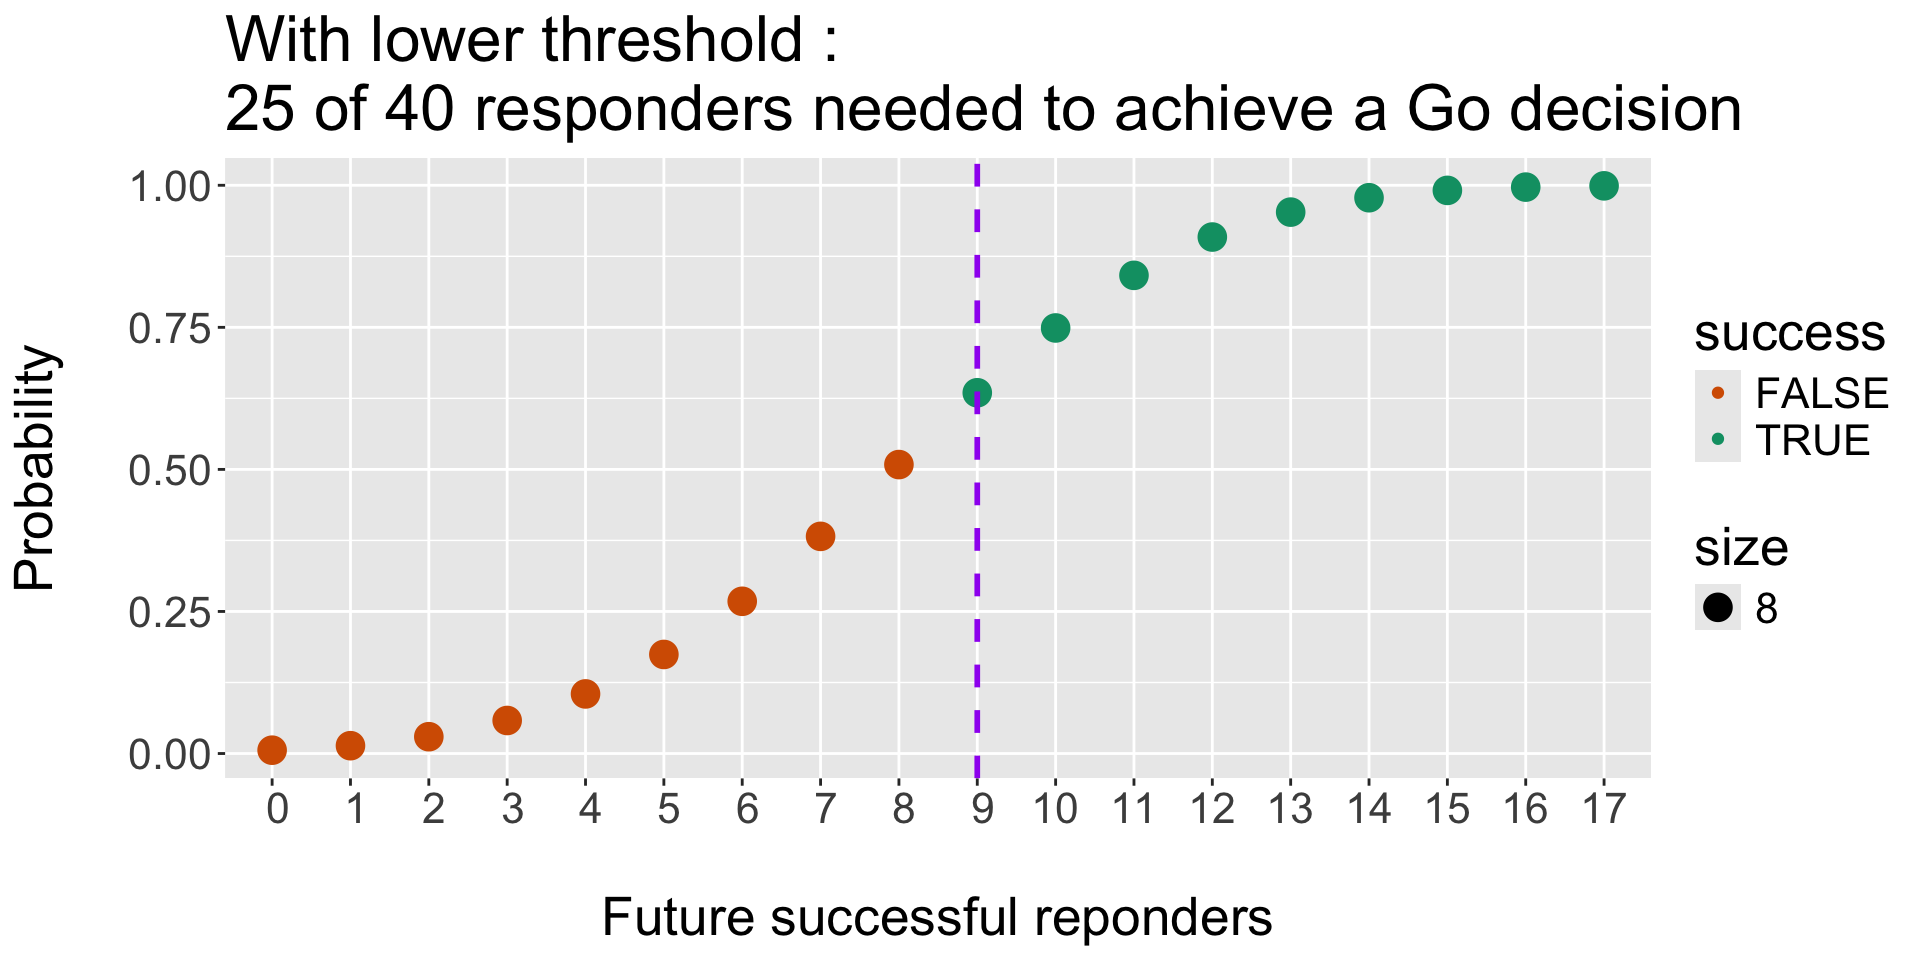 With lower threshold :
25 of 40 responders needed to achieve a Go decision
Probability
1.00
0.75
0.50
0.25
0.00
0 1 2 3 4 5 6 7 8 9 10 11 12 13 14 15 16 17
Future successful reponders
success
FALSE
TRUE
size
8